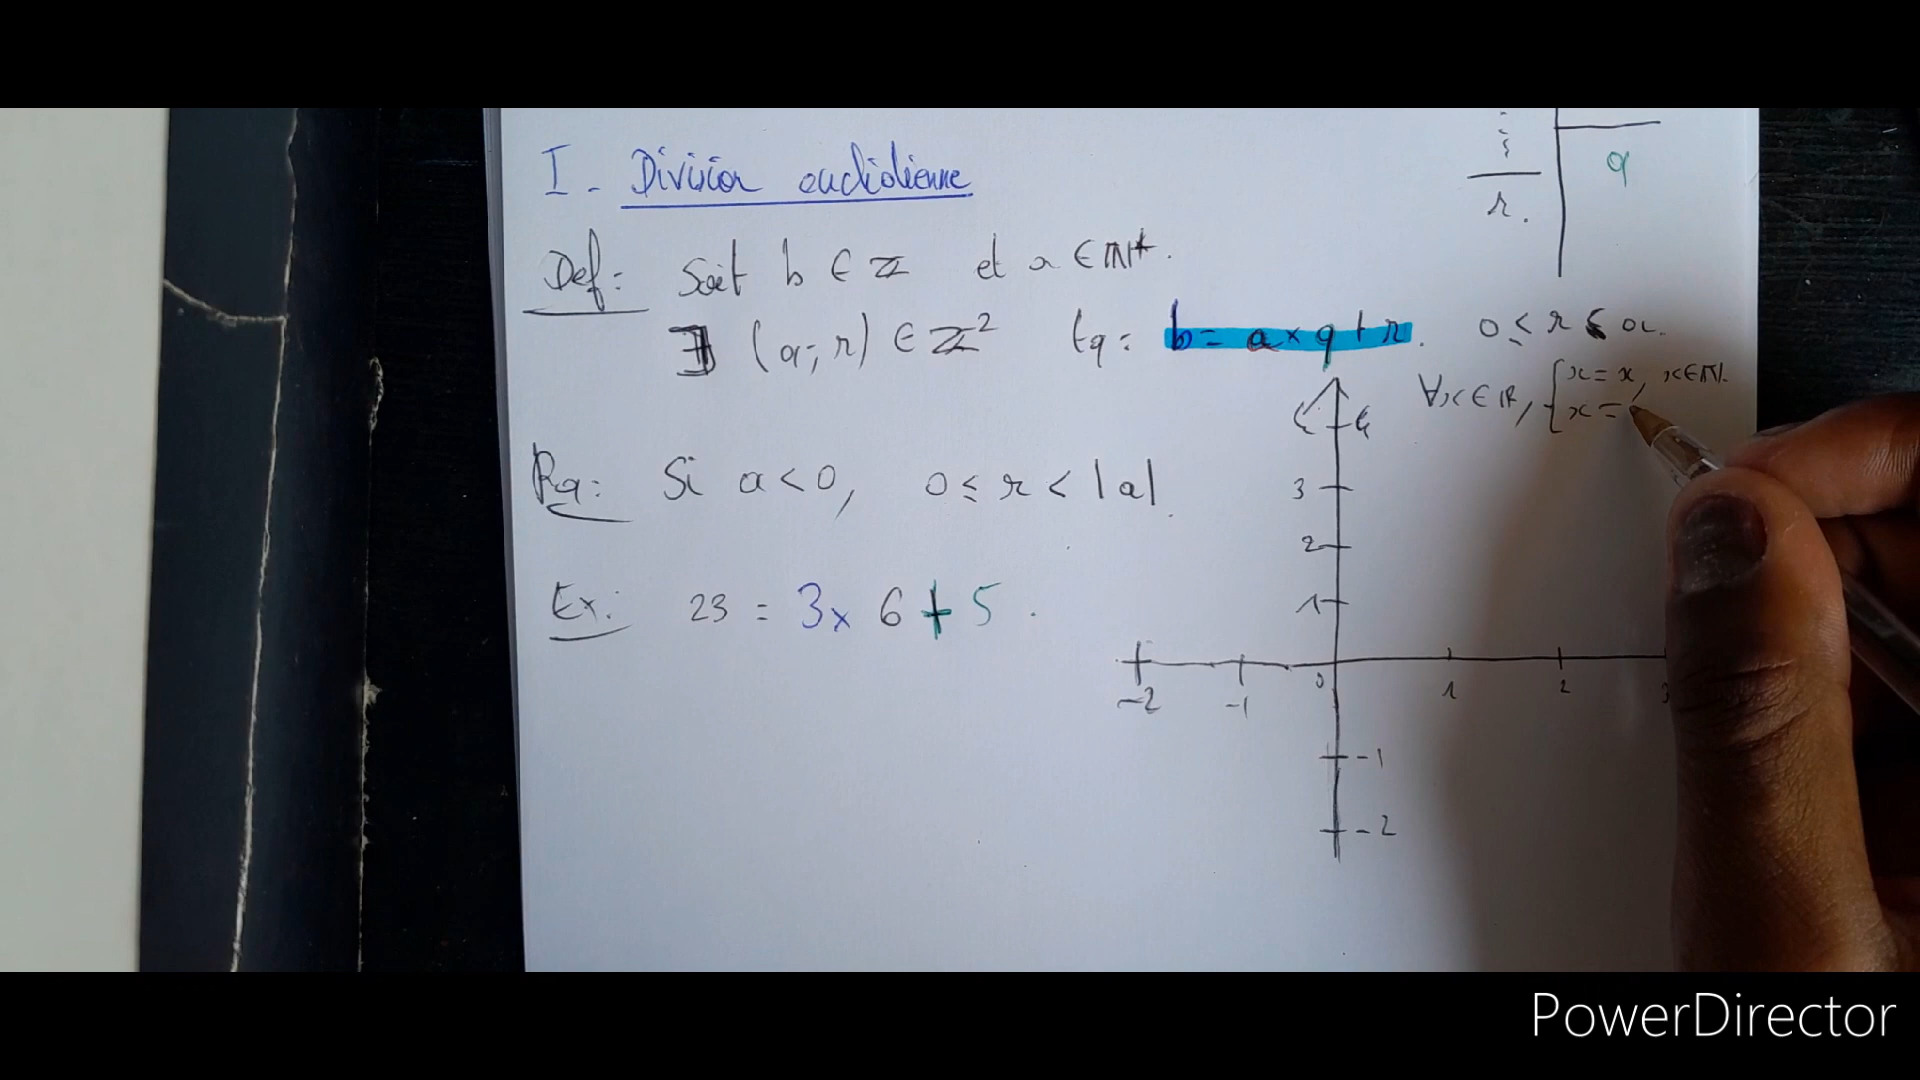 I - Division euclidienne
q
r.
Def: Soit b ∈ ℤ et a ∈ ℕ*.
∃ (q; r) ∈ ℤ² tq: b = a × q + r. 0 ≤ r < a.
∀x ∈ ℝ, { x = x, x ∈ ℕ.
x =
Rq: Si a < 0, 0 ≤ r < |a|.
Ex: 23 = 3 × 6 + 5.
3
2
1
-2 -1 0 1 2 3
-1
-2
PowerDirector